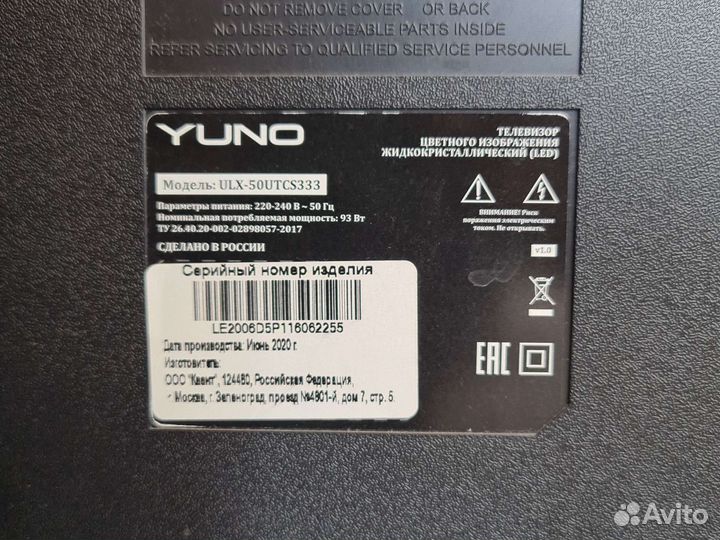 DO NOT REMOVE COVER OR BACK
NO USER-SERVICEABLE PARTS INSIDE
REFER SERVICING TO QUALIFIED SERVICE PERSONNEL
YUNO
ТЕЛЕВИЗОР
ЦВЕТНОГО ИЗОБРАЖЕНИЯ
ЖИДКОКРИСТАЛЛИЧЕСКИЙ (LED)
Модель: ULX-50UTCS333
Параметры питания: 220-240 В ~ 50 Гц
Номинальная потребляемая мощность: 93 Вт
ТУ 26.40.20-002-02898057-2017
СДЕЛАНО В РОССИИ
ВНИМАНИЕ! Риск
поражения электрическим
током. Не открывать.
v1.0
Серийный номер изделия
LE2006D5P116062255
Дата производства: Июнь 2020 г.
Изготовитель:
ООО "Квант", 124460, Российская Федерация,
г. Москва, г. Зеленоград, проезд №4801-й, дом 7, стр. 5.
EAC
Avito